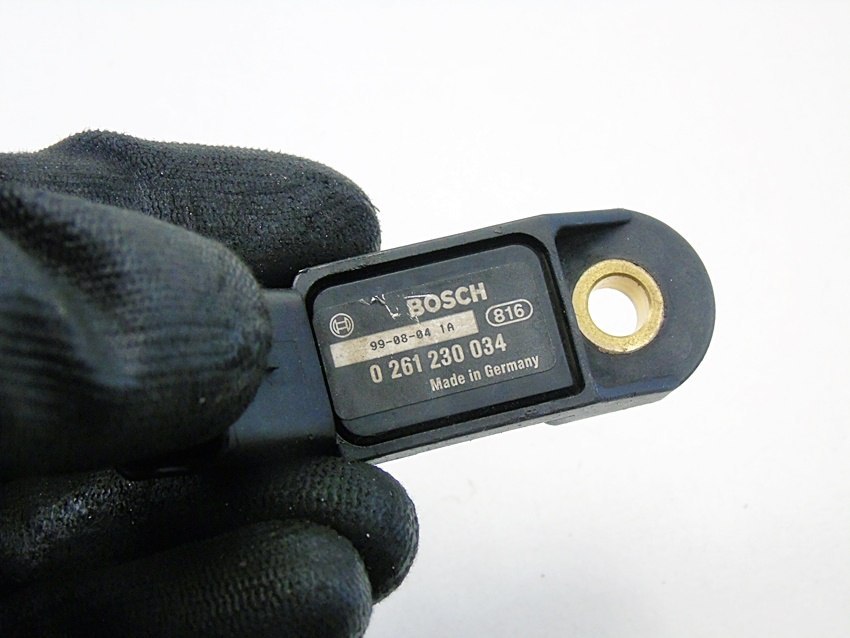 BOSCH
99-08-04 1A
816
0 261 230 034
Made in Germany